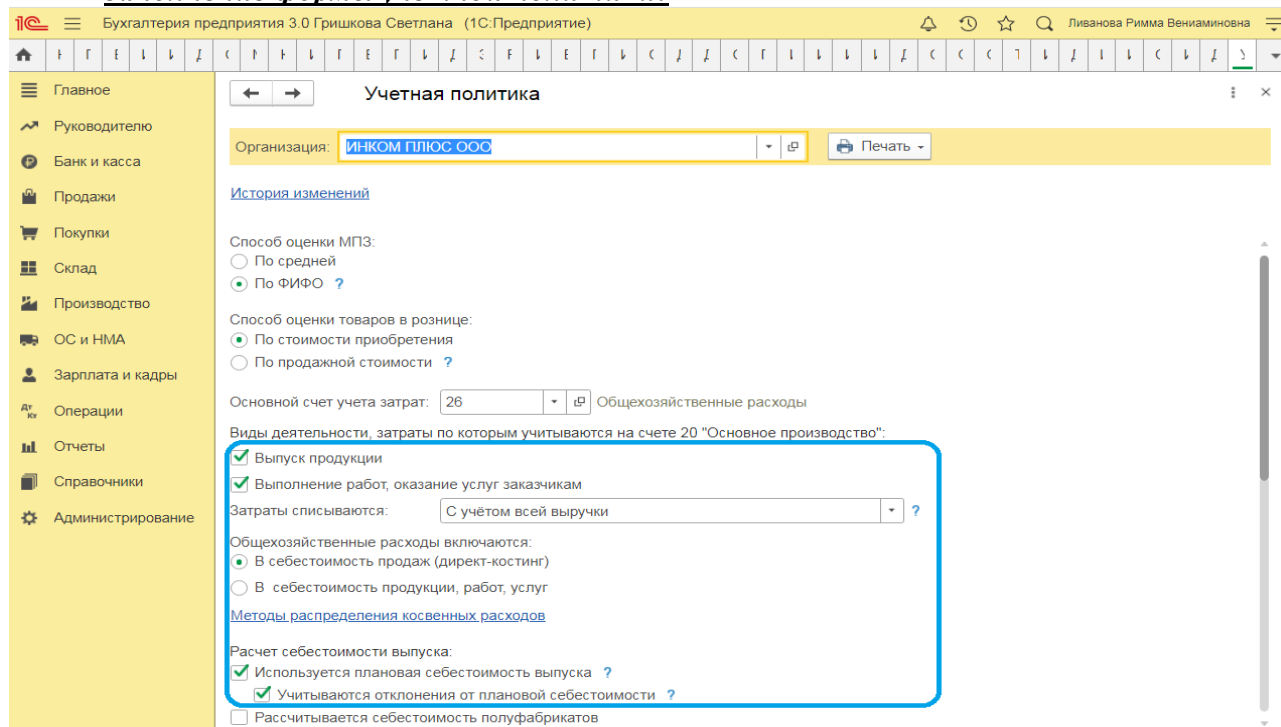 1С Бухгалтерия предприятия 3.0 Гришкова Светлана (1С:Предприятие) Ливанова Римма Вениаминовна
Главное
Учетная политика
Руководителю
Организация: ИНКОМ ПЛЮС ООО Печать
Банк и касса
Продажи
История изменений
Покупки
Способ оценки МПЗ:
По средней
Склад
По ФИФО ?
Производство
Способ оценки товаров в рознице:
ОС и НМА
По стоимости приобретения
По продажной стоимости ?
Зарплата и кадры
Основной счет учета затрат: 26 Общехозяйственные расходы
Дт Кт Операции
Виды деятельности, затраты по которым учитываются на счете 20 "Основное производство":
Отчеты
Выпуск продукции
Справочники
Выполнение работ, оказание услуг заказчикам
Затраты списываются: С учётом всей выручки ?
Администрирование
Общехозяйственные расходы включаются:
В себестоимость продаж (директ-костинг)
В себестоимость продукции, работ, услуг
Методы распределения косвенных расходов
Расчет себестоимости выпуска:
Используется плановая себестоимость выпуска ?
Учитываются отклонения от плановой себестоимости ?
Рассчитывается себестоимость полуфабрикатов